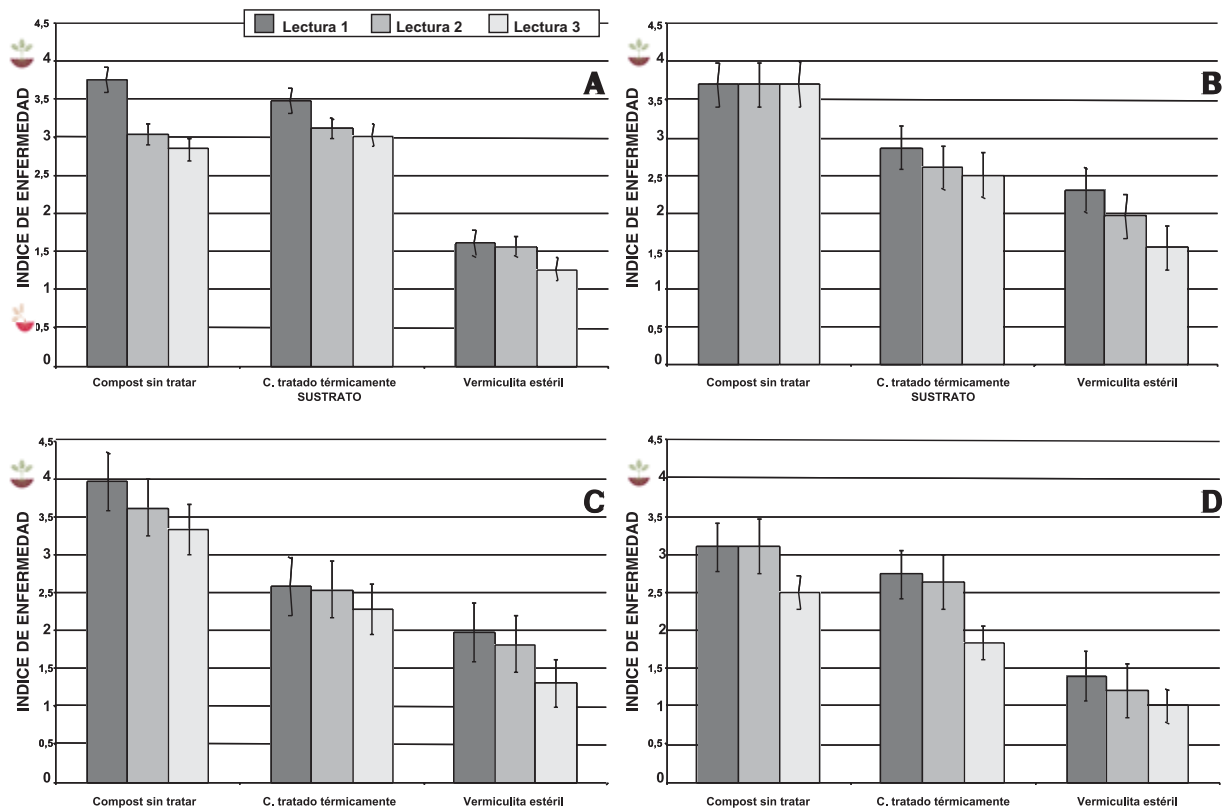 Lectura 1 Lectura 2 Lectura 3
A
INDICE DE ENFERMEDAD
4,5
4
3,5
3
2,5
2
1,5
1
0,5
0
Compost sin tratar C. tratado térmicamente Vermiculita estéril
SUSTRATO
B
INDICE DE ENFERMEDAD
4,5
4
3,5
3
2,5
2
1,5
1
0,5
0
Compost sin tratar C. tratado térmicamente Vermiculita estéril
SUSTRATO
C
INDICE DE ENFERMEDAD
4,5
4
3,5
3
2,5
2
1,5
1
0,5
0
Compost sin tratar C. tratado térmicamente Vermiculita estéril
D
INDICE DE ENFERMEDAD
4,5
4
3,5
3
2,5
2
1,5
1
0,5
0
Compost sin tratar C. tratado térmicamente Vermiculita estéril